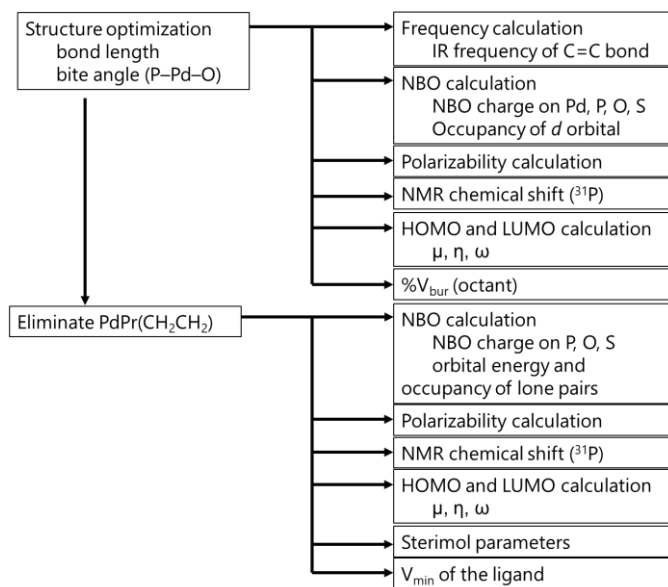 Structure optimization
bond length
bite angle (P–Pd–O)
Frequency calculation
IR frequency of C=C bond
NBO calculation
NBO charge on Pd, P, O, S
Occupancy of d orbital
Polarizability calculation
NMR chemical shift (³¹P)
HOMO and LUMO calculation
μ, η, ω
%V_bur (octant)
Eliminate PdPr(CH₂CH₂)
NBO calculation
NBO charge on P, O, S
orbital energy and
occupancy of lone pairs
Polarizability calculation
NMR chemical shift (³¹P)
HOMO and LUMO calculation
μ, η, ω
Sterimol parameters
V_min of the ligand